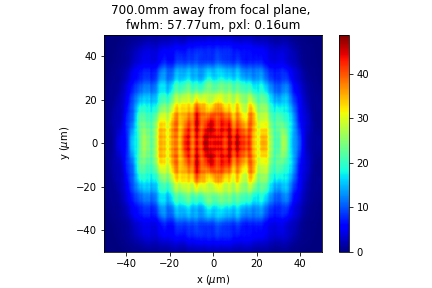 700.0mm away from focal plane,
fwhm: 57.77um, pxl: 0.16um
40
20
0
−20
−40
y (μm)
−40 −20 0 20 40
x (μm)
40
30
20
10
0